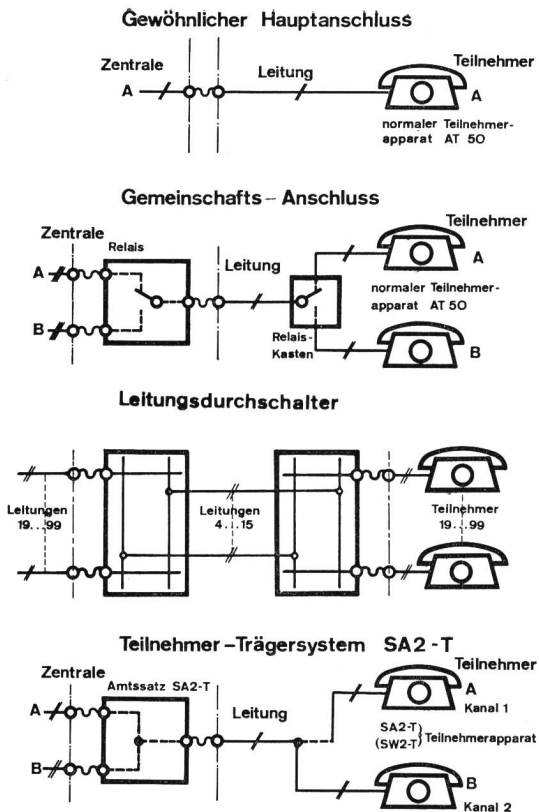 Gewöhnlicher Hauptanschluss
Zentrale
Leitung
Teilnehmer
A
A
normaler Teilnehmer-
apparat AT 50
Gemeinschafts-Anschluss
Zentrale
Relais
Leitung
Teilnehmer
A
A
normaler Teilnehmer-
apparat AT 50
B
Relais-
Kasten
B
Leitungsdurchschalter
Leitungen
19...99
Leitungen
4...15
Teilnehmer
19...99
Teilnehmer-Trägersystem SA2-T
Zentrale
Amtssatz SA2-T
Leitung
Teilnehmer
A
A
Kanal 1
SA2-T
(SW2-T)
Teilnehmerapparat
B
B
Kanal 2